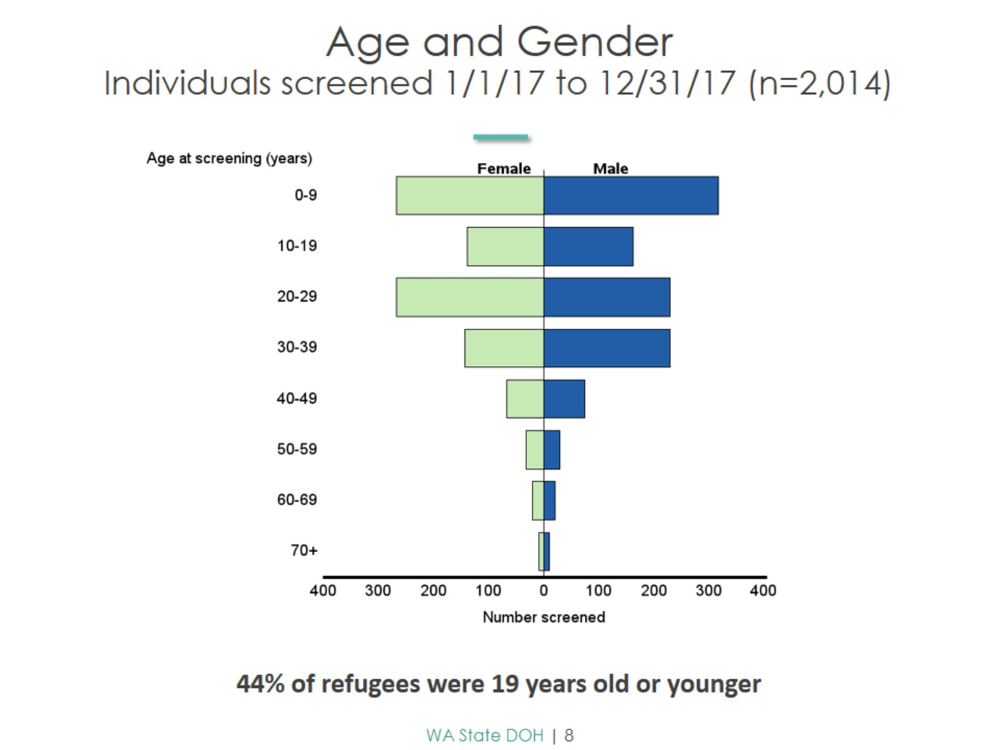 Age and Gender
Individuals screened 1/1/17 to 12/31/17 (n=2,014)
Age at screening (years)
Female Male
0-9
10-19
20-29
30-39
40-49
50-59
60-69
70+
400 300 200 100 0 100 200 300 400
Number screened
44% of refugees were 19 years old or younger
WA State DOH | 8